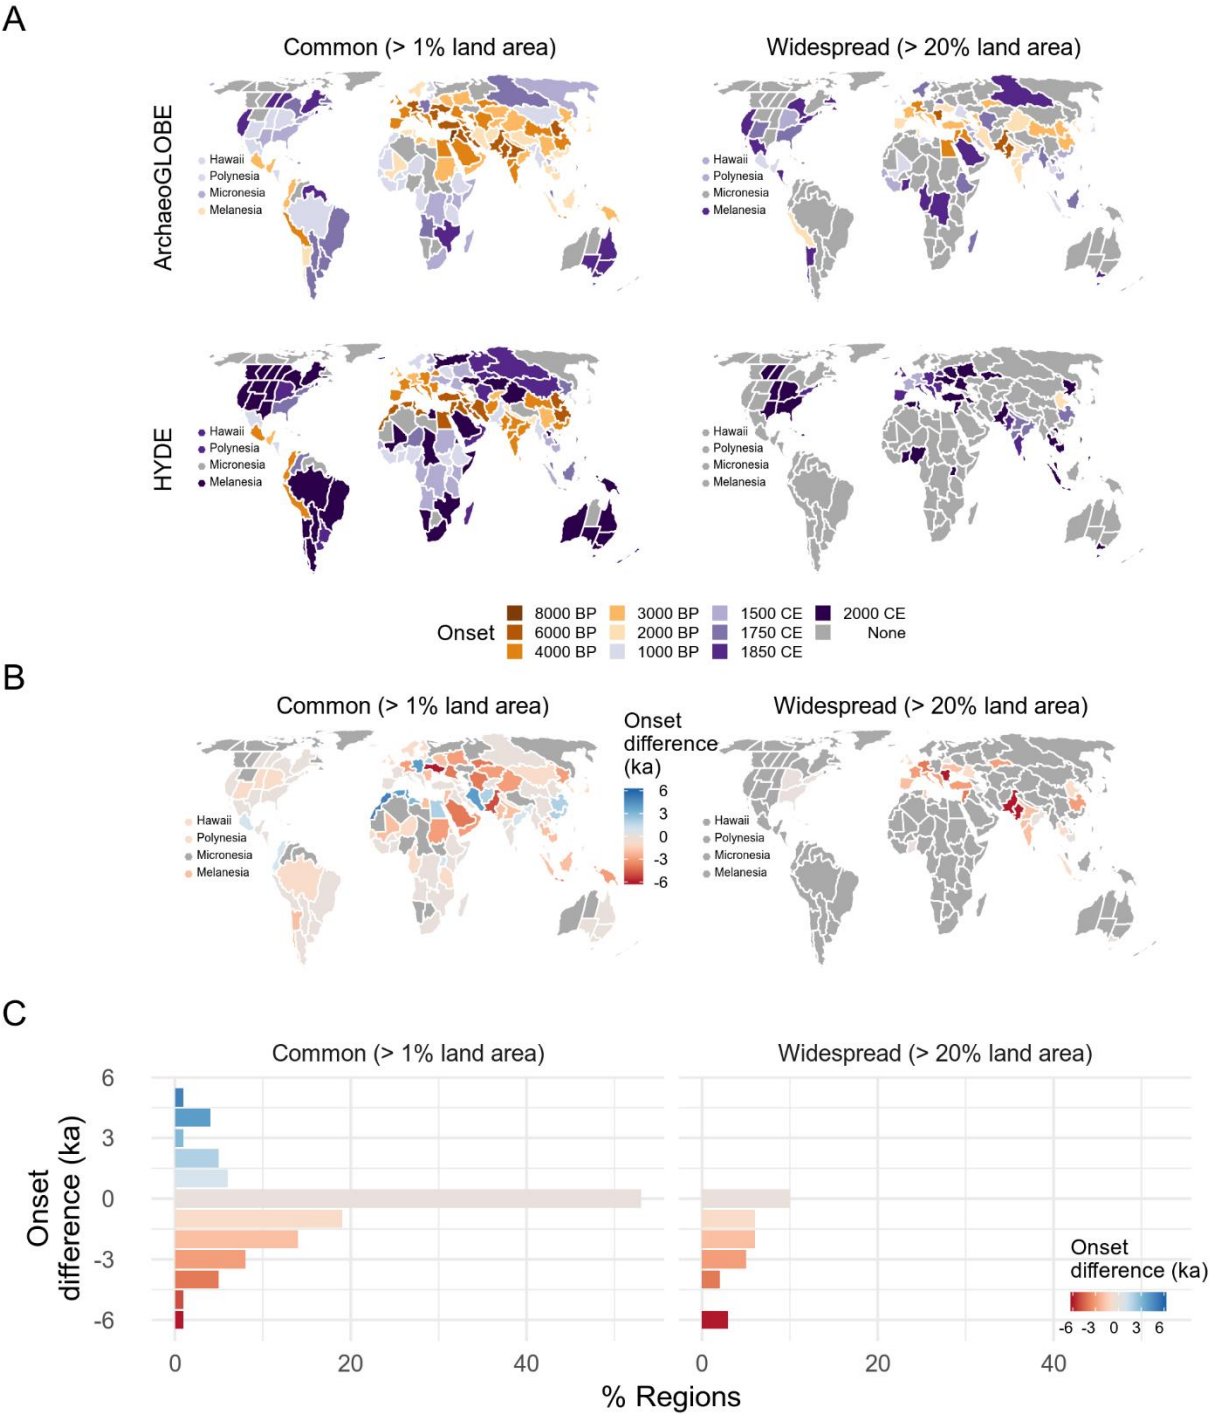 A
Common (> 1% land area)
Widespread (> 20% land area)
ArchaeoGLOBE
Hawaii
Polynesia
Micronesia
Melanesia
Hawaii
Polynesia
Micronesia
Melanesia
HYDE
Hawaii
Polynesia
Micronesia
Melanesia
Hawaii
Polynesia
Micronesia
Melanesia
Onset
8000 BP
3000 BP
1500 CE
2000 CE
6000 BP
2000 BP
1750 CE
None
4000 BP
1000 BP
1850 CE
B
Common (> 1% land area)
Onset
difference
(ka)
6
3
0
-3
-6
Widespread (> 20% land area)
Hawaii
Polynesia
Micronesia
Melanesia
Hawaii
Polynesia
Micronesia
Melanesia
C
Common (> 1% land area)
Widespread (> 20% land area)
Onset
difference (ka)
6
3
0
-3
-6
0
20
40
0
20
40
Onset
difference (ka)
-6 -3 0 3 6
% Regions